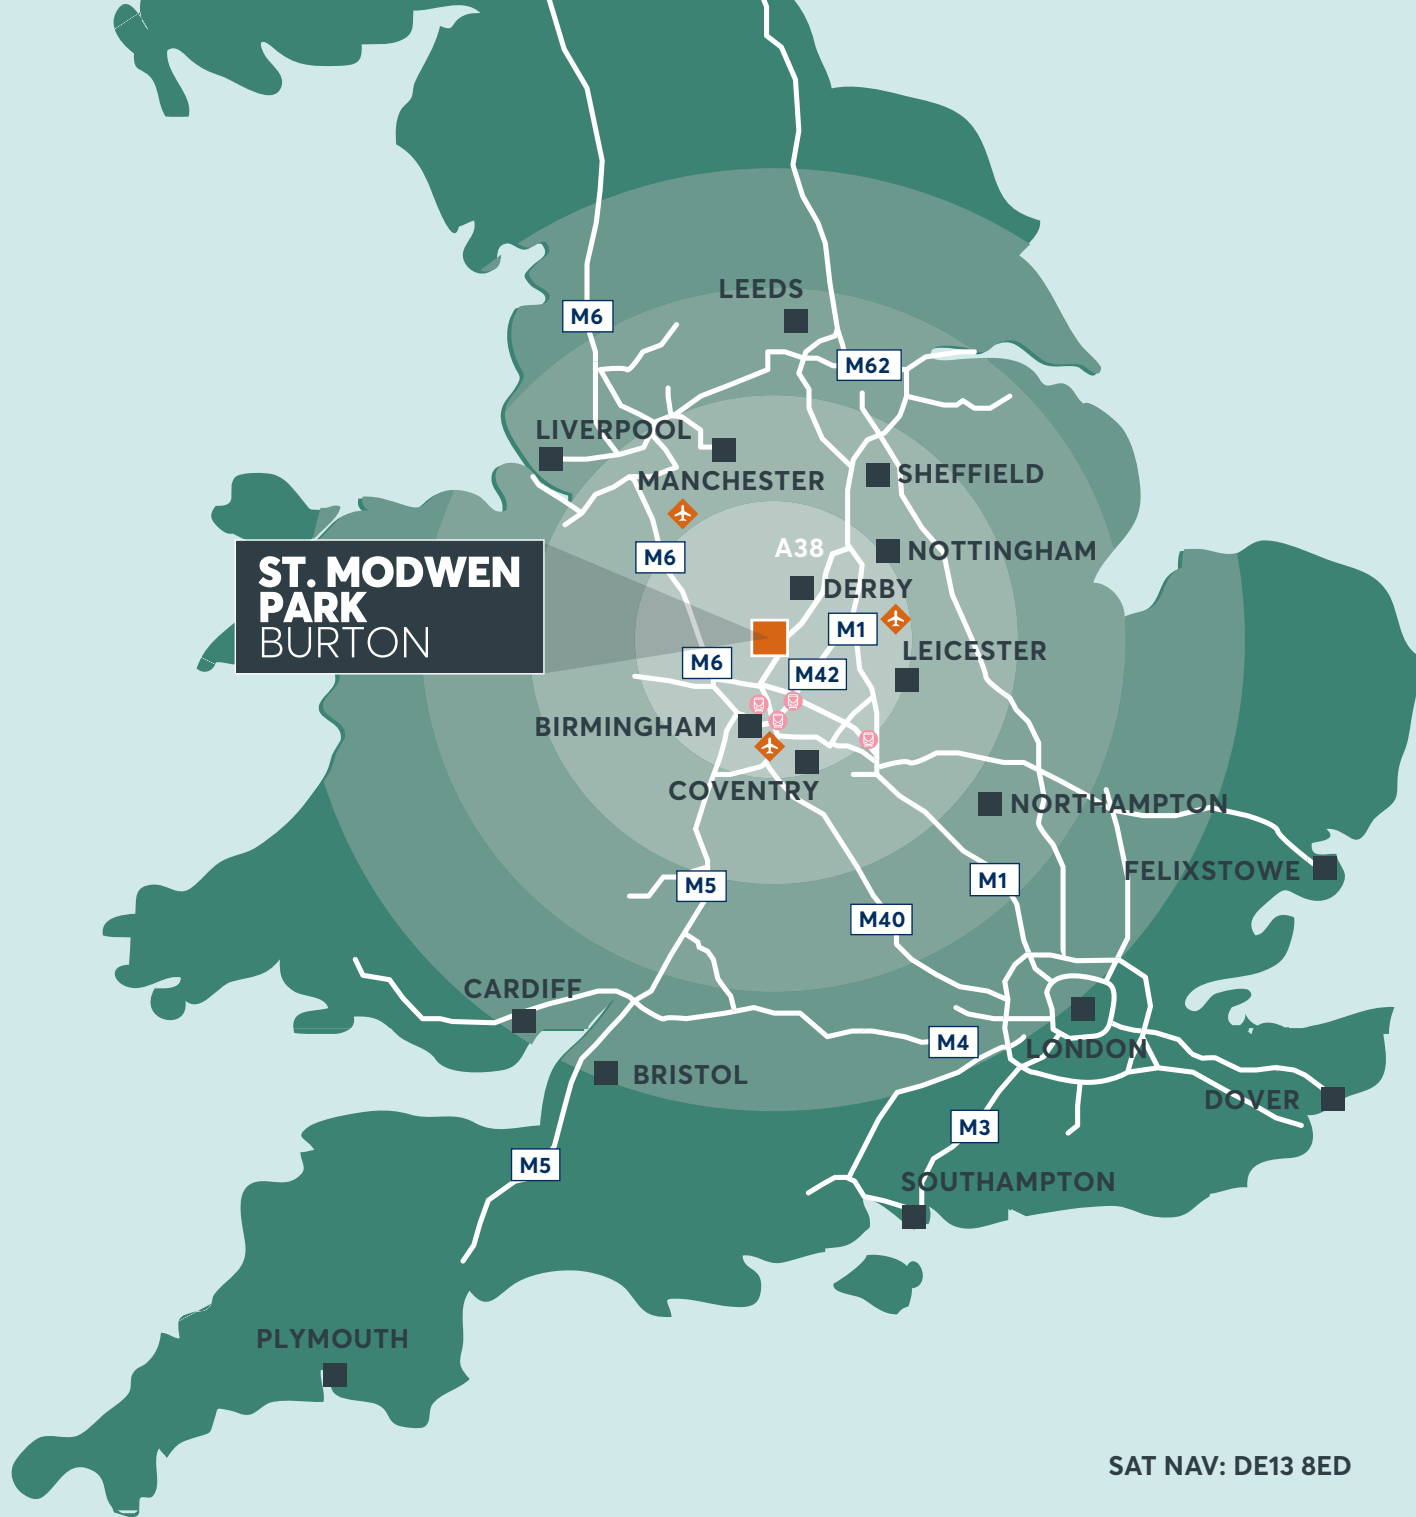 LEEDS
M6
M62
LIVERPOOL
MANCHESTER
SHEFFIELD
A38
NOTTINGHAM
M6
ST. MODWEN
PARK
BURTON
DERBY
M1
LEICESTER
M6
M42
BIRMINGHAM
COVENTRY
NORTHAMPTON
FELIXSTOWE
M5
M1
M40
CARDIFF
M4
LONDON
BRISTOL
DOVER
M3
M5
SOUTHAMPTON
PLYMOUTH
SAT NAV: DE13 8ED